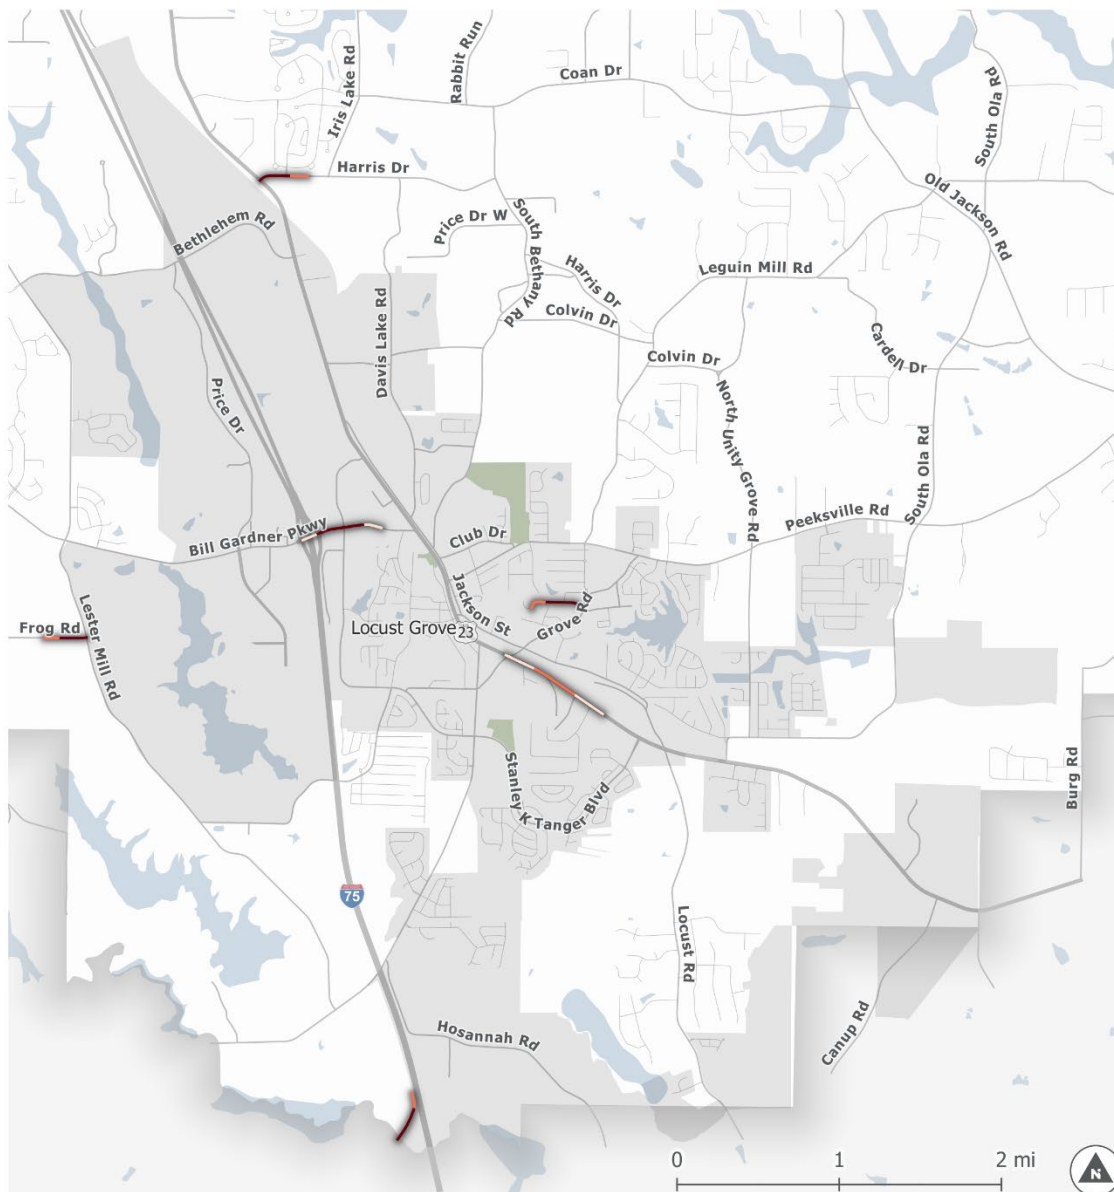 Rabbit Run
Iris Lake Rd
Coan Dr
South Ola Rd
Harris Dr
Old Jackson Rd
Price Dr W
South Bethany Rd
Bethlehem Rd
Harris Dr
Leguin Mill Rd
Davis Lake Rd
Colvin Dr
Colvin Dr
Cardell Dr
Price Dr
North Unity Grove Rd
South Ola Rd
Peeksville Rd
Bill Gardner Pkwy
Club Dr
Jackson St
Grove Rd
Frog Rd
Lester Mill Rd
Locust Grove
23
Stanley K Tanger Blvd
Burg Rd
75
Locust Rd
Hosannah Rd
Canup Rd
0 1 2 mi
N